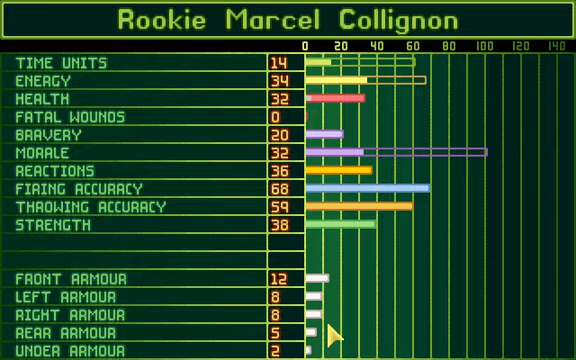 Rookie Marcel Collignon
0 20 40 60 80 100 120 140
TIME UNITS 14
ENERGY 34
HEALTH 32
FATAL WOUNDS 0
BRAVERY 20
MORALE 32
REACTIONS 36
FIRING ACCURACY 68
THROWING ACCURACY 59
STRENGTH 38
FRONT ARMOUR 12
LEFT ARMOUR 8
RIGHT ARMOUR 8
REAR ARMOUR 5
UNDER ARMOUR 2